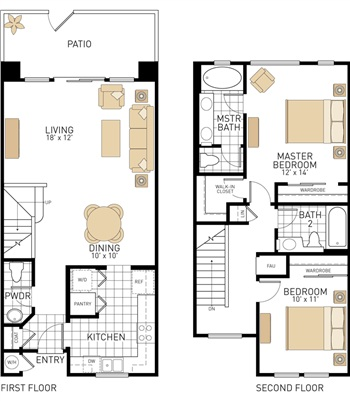 PATIO
LIVING
18' x 12'
DINING
10' x 10'
W/D
REF
PANTRY
PWDR
KITCHEN
COAT
ENTRY
DW
W/H
FIRST FLOOR
MSTR
BATH
MASTER
BEDROOM
12' x 14'
WALK-IN
CLOSET
WARDROBE
LIN
BATH
2
FAU
WARDROBE
DN
BEDROOM
10' x 11'
SECOND FLOOR